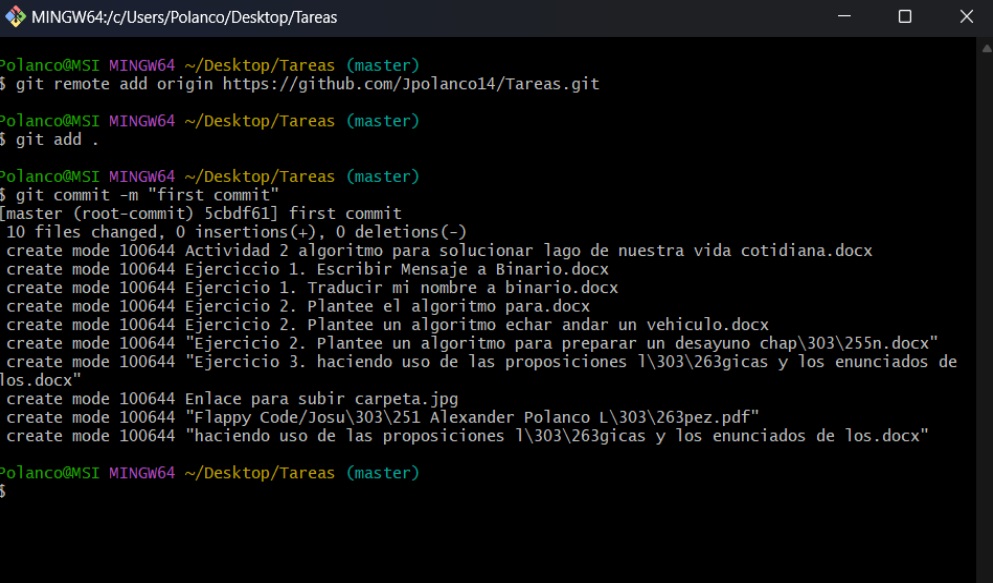 MINGW64:/c/Users/Polanco/Desktop/Tareas
Polanco@MSI MINGW64 ~/Desktop/Tareas (master)
$ git remote add origin https://github.com/Jpolanco14/Tareas.git
Polanco@MSI MINGW64 ~/Desktop/Tareas (master)
$ git add .
Polanco@MSI MINGW64 ~/Desktop/Tareas (master)
$ git commit -m "first commit"
[master (root-commit) 5cbdf61] first commit
10 files changed, 0 insertions(+), 0 deletions(-)
create mode 100644 Actividad 2 algoritmo para solucionar lago de nuestra vida cotidiana.docx
create mode 100644 Ejerciccio 1. Escribir Mensaje a Binario.docx
create mode 100644 Ejercicio 1. Traducir mi nombre a binario.docx
create mode 100644 Ejercicio 2. Plantee el algoritmo para.docx
create mode 100644 Ejercicio 2. Plantee un algoritmo echar andar un vehiculo.docx
create mode 100644 "Ejercicio 2. Plantee un algoritmo para preparar un desayuno chap\303\255n.docx"
create mode 100644 "Ejercicio 3. haciendo uso de las proposiciones l\303\263gicas y los enunciados de
los.docx"
create mode 100644 Enlace para subir carpeta.jpg
create mode 100644 "Flappy Code/Josu\303\251 Alexander Polanco L\303\263pez.pdf"
create mode 100644 "haciendo uso de las proposiciones l\303\263gicas y los enunciados de los.docx"
Polanco@MSI MINGW64 ~/Desktop/Tareas (master)
$